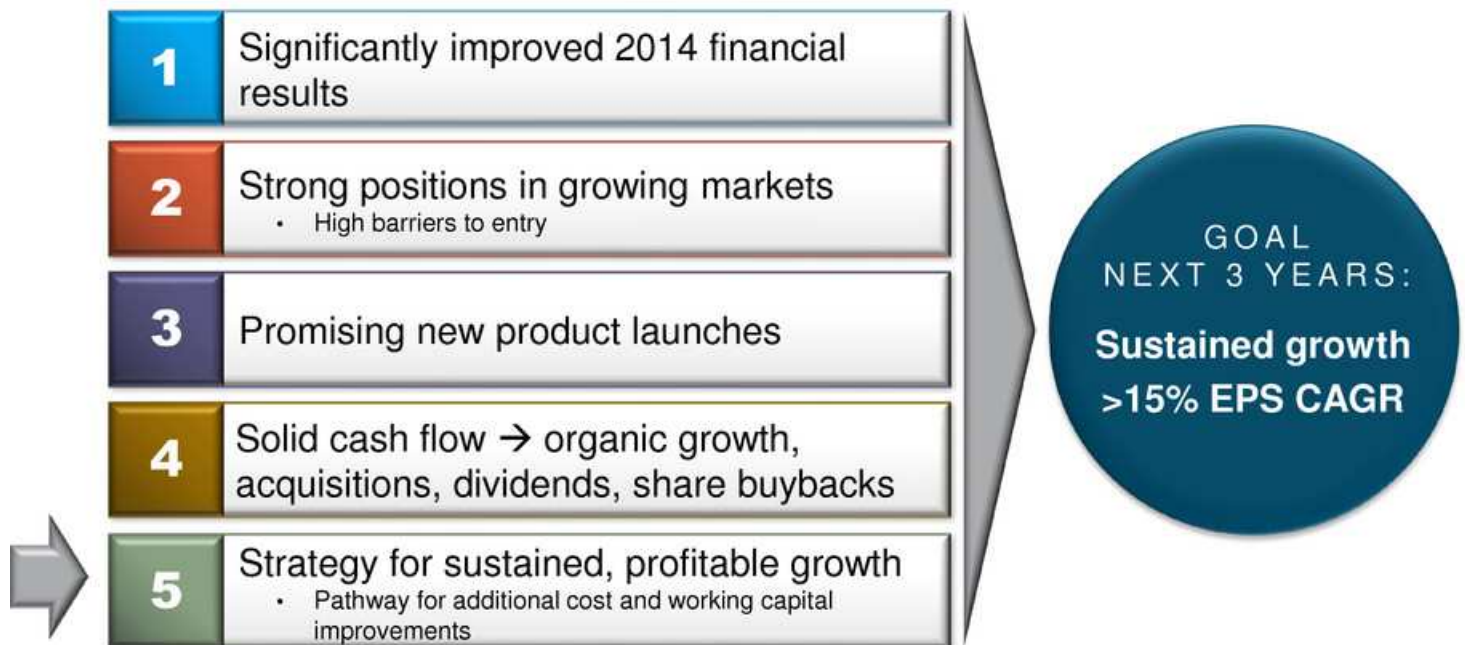 1
Significantly improved 2014 financial
results
2
Strong positions in growing markets
• High barriers to entry
3
Promising new product launches
4
Solid cash flow → organic growth,
acquisitions, dividends, share buybacks
5
Strategy for sustained, profitable growth
• Pathway for additional cost and working capital
improvements
GOAL
NEXT 3 YEARS:
Sustained growth
>15% EPS CAGR